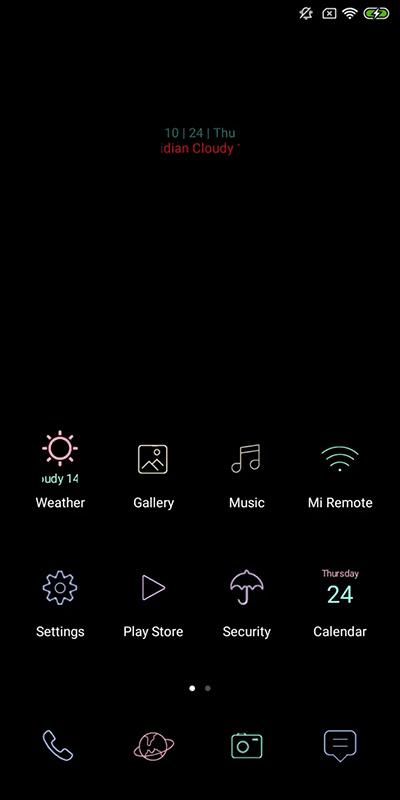 10 | 24 | Thu
idian Cloudy
oudy 14
Weather
Gallery
Music
Mi Remote
Thursday
24
Settings
Play Store
Security
Calendar